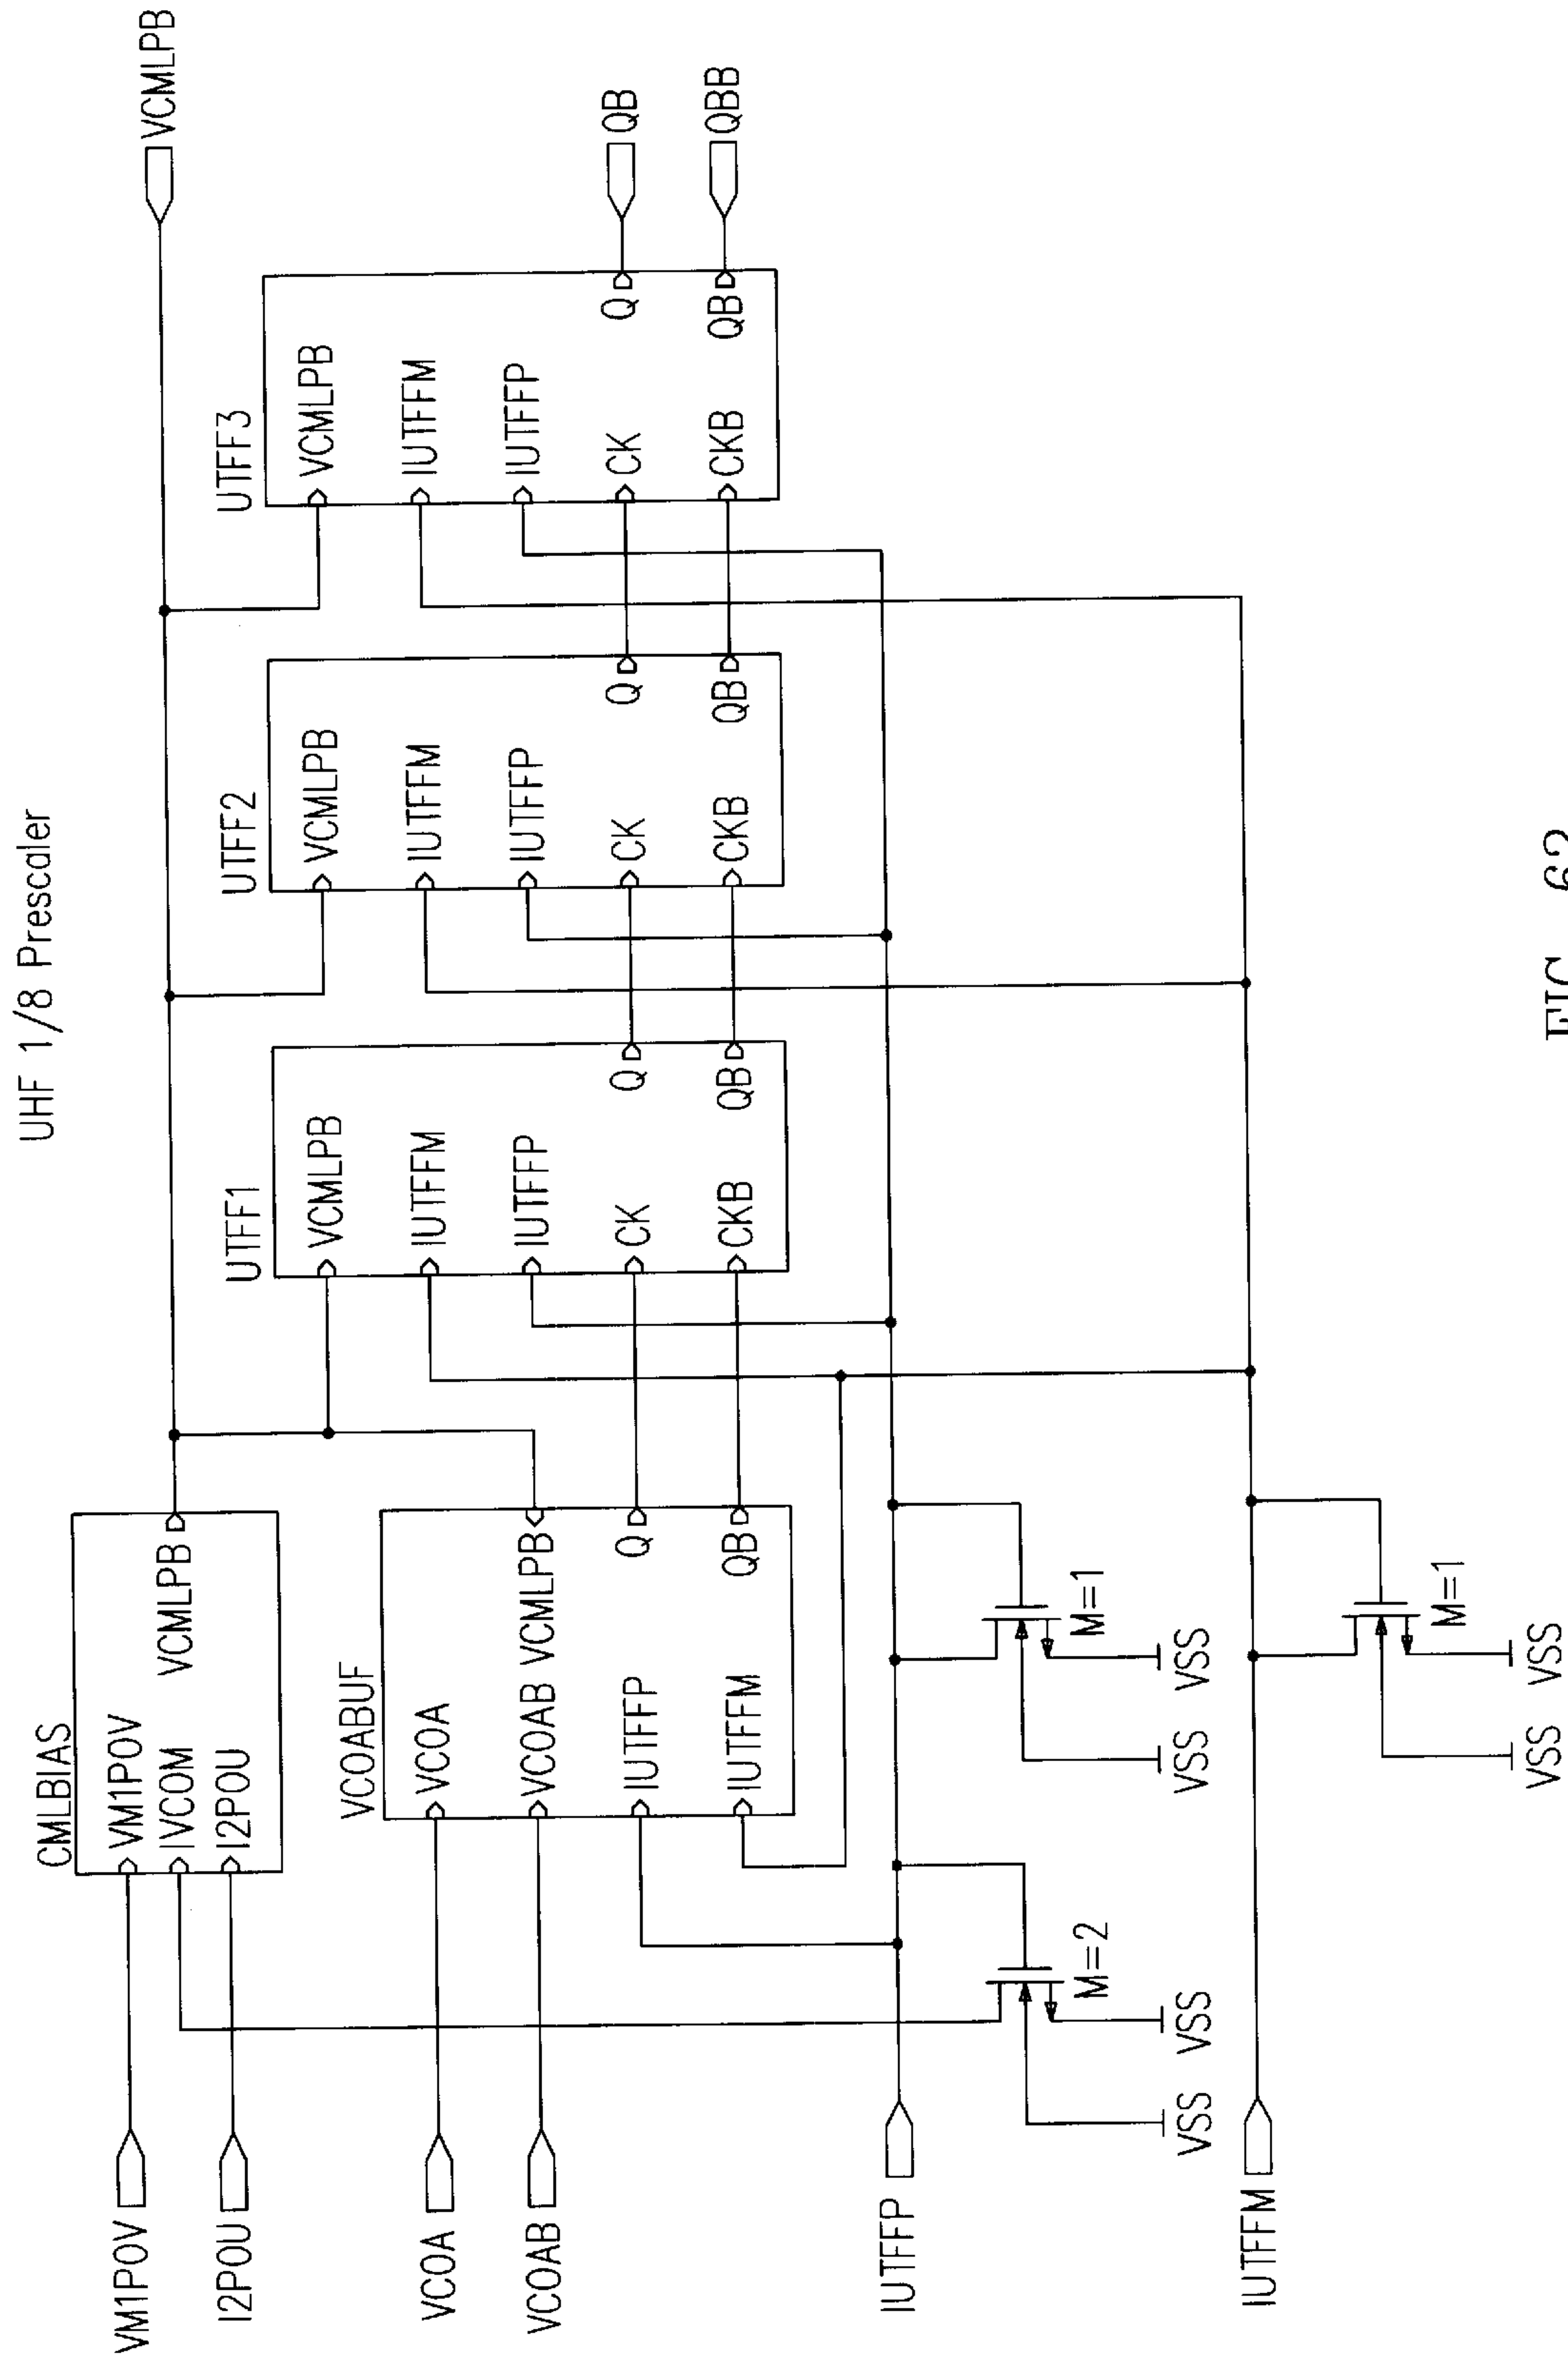 UHF 1/8 Prescaler
VCMLPB
CMLBIAS
VM1POV
IVCOM
I2POU
VCMLPB
VM1POV
I2POU
VCOABUF
VCOA
VCOAB VCMLPB
IUTFFP
IUTFFM
Q
QB
VCOA
VCOAB
UTFF1
VCMLPB
IUTFFM
IUTFFP
CK
CKB
Q
QB
UTFF2
VCMLPB
IUTFFM
IUTFFP
CK
CKB
Q
QB
UTFF3
VCMLPB
IUTFFM
IUTFFP
CK
CKB
Q
QB
QB
QBB
IUTFFP
M=2
VSS VSS
M=1
VSS VSS
IUTFFM
M=1
VSS VSS